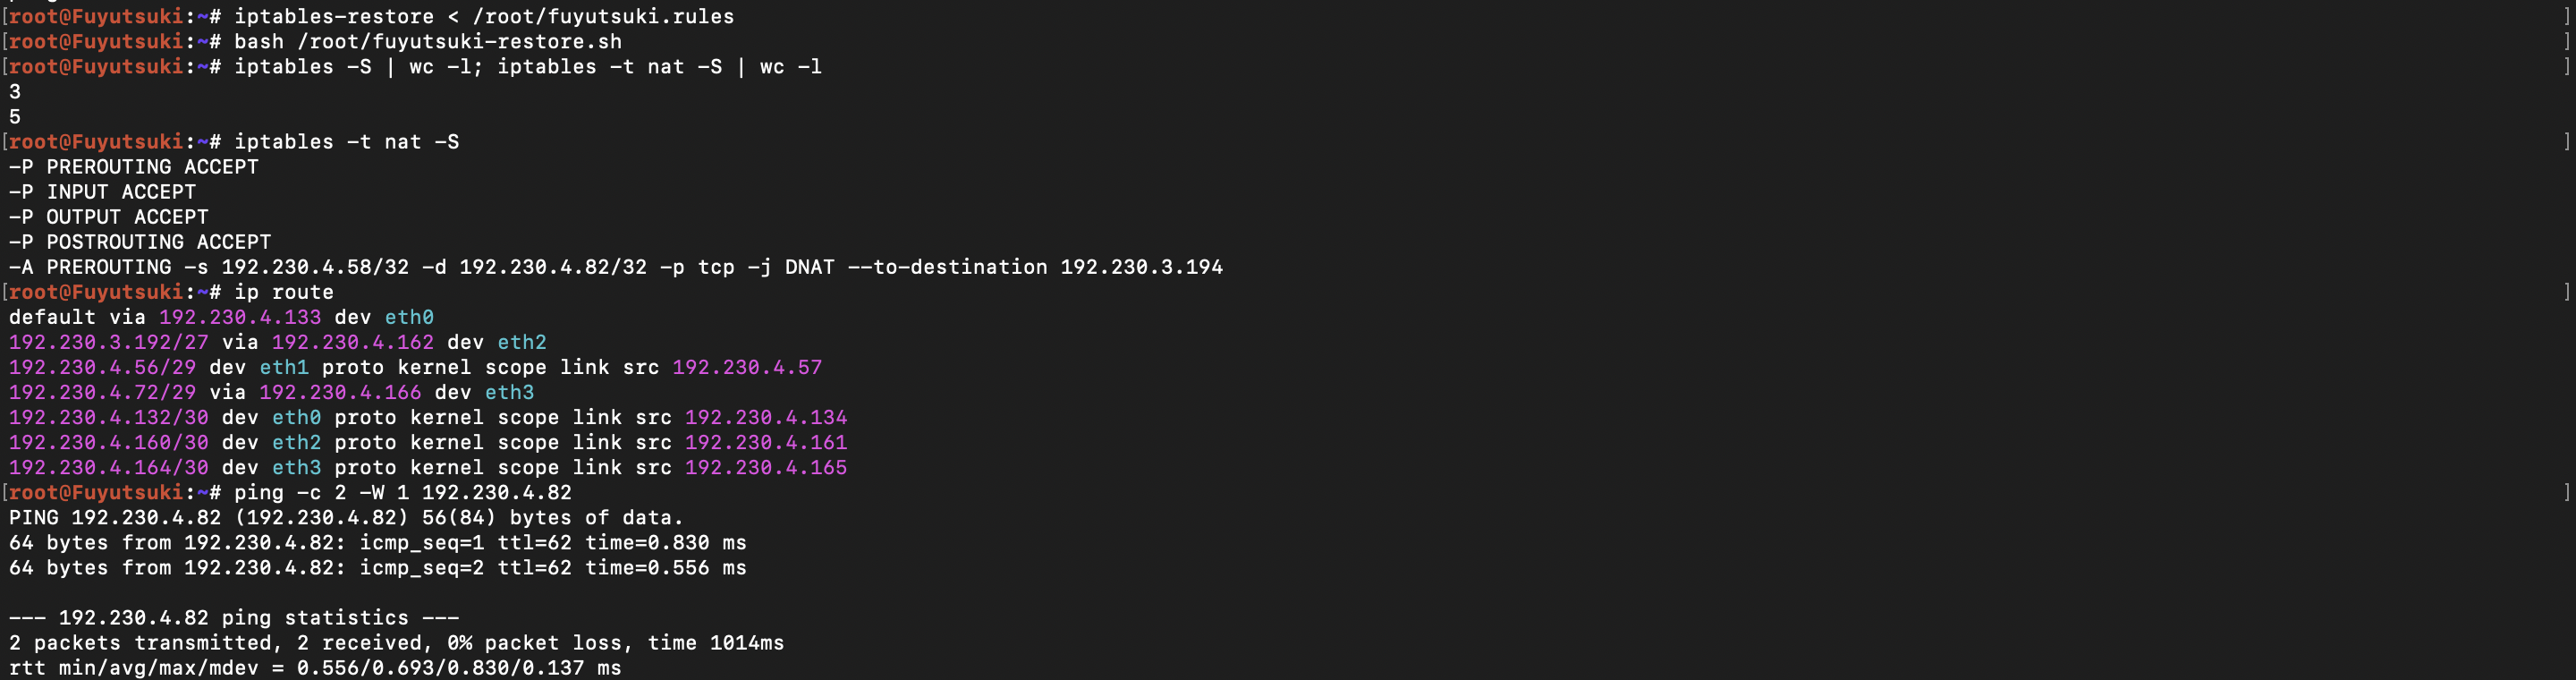 [root@Fuyutsuki:~# iptables-restore < /root/fuyutsuki.rules ]
[root@Fuyutsuki:~# bash /root/fuyutsuki-restore.sh ]
[root@Fuyutsuki:~# iptables -S | wc -l; iptables -t nat -S | wc -l ]
3
5
[root@Fuyutsuki:~# iptables -t nat -S ]
-P PREROUTING ACCEPT
-P INPUT ACCEPT
-P OUTPUT ACCEPT
-P POSTROUTING ACCEPT
-A PREROUTING -s 192.230.4.58/32 -d 192.230.4.82/32 -p tcp -j DNAT --to-destination 192.230.3.194
[root@Fuyutsuki:~# ip route ]
default via 192.230.4.133 dev eth0
192.230.3.192/27 via 192.230.4.162 dev eth2
192.230.4.56/29 dev eth1 proto kernel scope link src 192.230.4.57
192.230.4.72/29 via 192.230.4.166 dev eth3
192.230.4.132/30 dev eth0 proto kernel scope link src 192.230.4.134
192.230.4.160/30 dev eth2 proto kernel scope link src 192.230.4.161
192.230.4.164/30 dev eth3 proto kernel scope link src 192.230.4.165
[root@Fuyutsuki:~# ping -c 2 -W 1 192.230.4.82 ]
PING 192.230.4.82 (192.230.4.82) 56(84) bytes of data.
64 bytes from 192.230.4.82: icmp_seq=1 ttl=62 time=0.830 ms
64 bytes from 192.230.4.82: icmp_seq=2 ttl=62 time=0.556 ms
--- 192.230.4.82 ping statistics ---
2 packets transmitted, 2 received, 0% packet loss, time 1014ms
rtt min/avg/max/mdev = 0.556/0.693/0.830/0.137 ms